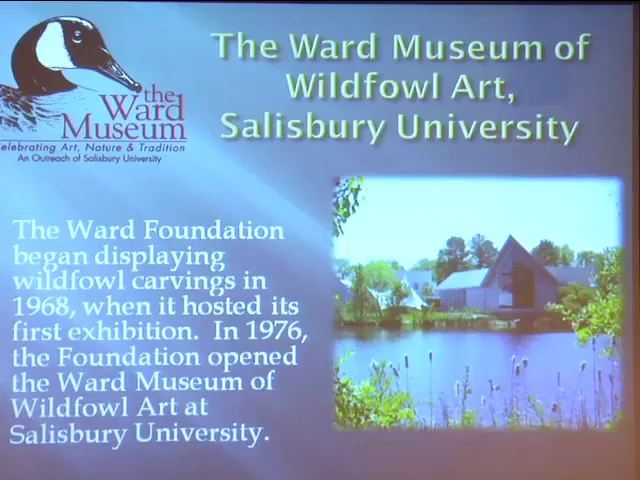 The Ward Museum of
Wildfowl Art,
Salisbury University
the
Ward
Museum
elebrating Art, Nature & Tradition
An Outreach of Salisbury University
The Ward Foundation
began displaying
wildfowl carvings in
1968, when it hosted its
first exhibition. In 1976,
the Foundation opened
the Ward Museum of
Wildfowl Art at
Salisbury University.